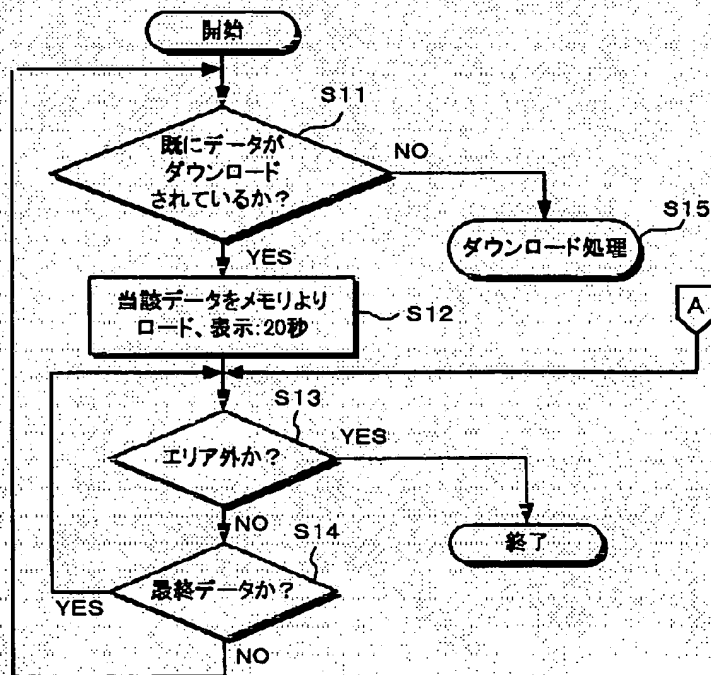 開始
S11
既にデータが
ダウンロード
されているか？
NO
S15
ダウンロード処理
YES
当該データをメモリより
ロード、表示:20秒
S12
A
S13
エリア外か？
YES
NO
終了
S14
最終データか？
YES
NO